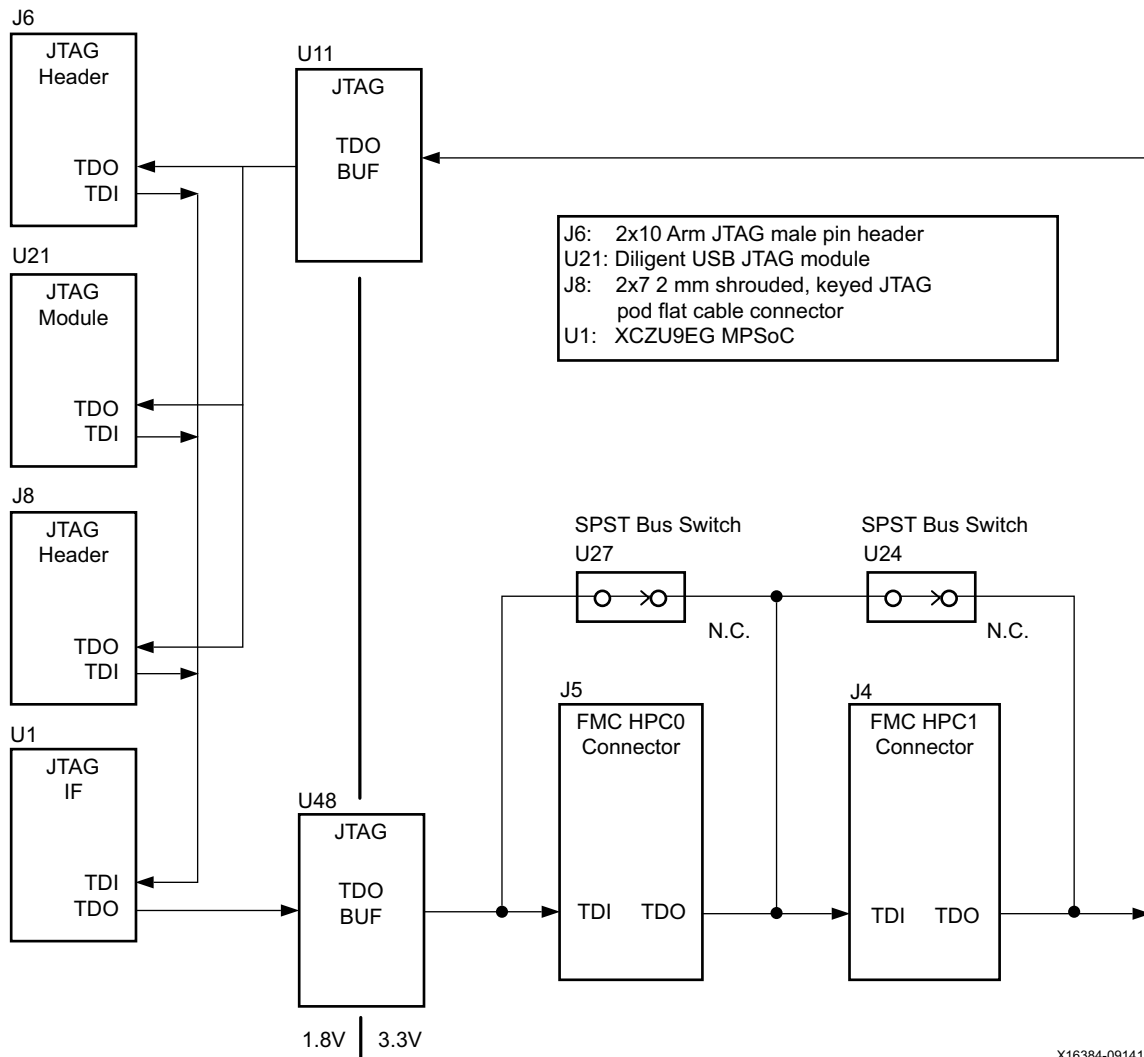 J6
JTAG
Header
TDO
TDI
U11
JTAG
TDO
BUF
J6: 2x10 Arm JTAG male pin header
U21: Diligent USB JTAG module
J8: 2x7 2 mm shrouded, keyed JTAG
pod flat cable connector
U1: XCZU9EG MPSoC
U21
JTAG
Module
TDO
TDI
J8
JTAG
Header
TDO
TDI
SPST Bus Switch
U27
N.C.
SPST Bus Switch
U24
N.C.
U1
JTAG
IF
TDI
TDO
U48
JTAG
TDO
BUF
J5
FMC HPC0
Connector
TDI TDO
J4
FMC HPC1
Connector
TDI TDO
1.8V 3.3V
X16384-09141